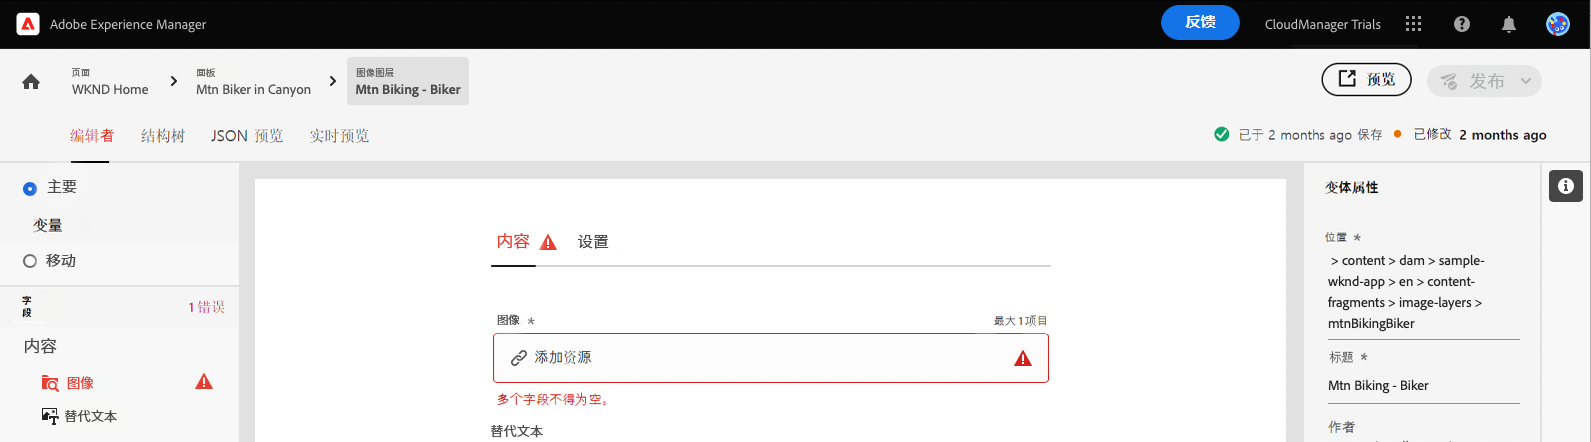 Adobe Experience Manager
反馈
CloudManager Trials
页面
WKND Home
面板
Mtn Biker in Canyon
图像图层
Mtn Biking - Biker
预览
发布
编辑者
结构树
JSON 预览
实时预览
已于 2 months ago 保存
已修改 2 months ago
主要
变量
移动
字段
1 错误
内容
图像
替代文本
内容
设置
图像 *
最大 1 项目
添加资源
多个字段不得为空。
替代文本
变体属性
位置 *
> content > dam > sample-
wknd-app > en > content-
fragments > image-layers >
mtnBikingBiker
标题 *
Mtn Biking - Biker
作者